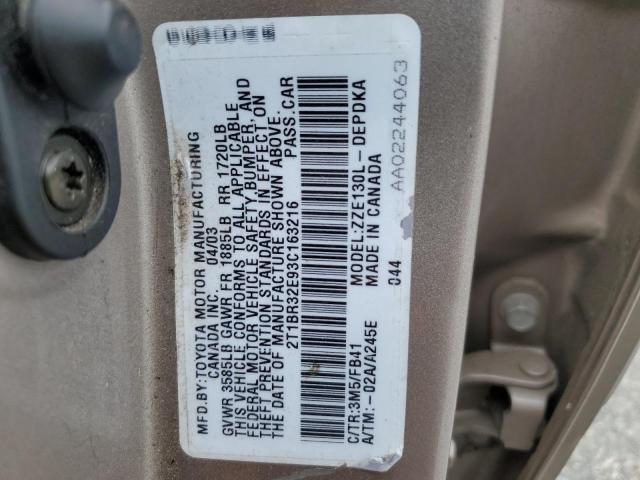 MFD.BY:TOYOTA MOTOR MANUFACTURING
CANADA INC. 04/03
GVWR 3585LB GAWR FR 1885LB RR 1720LB
THIS VEHICLE CONFORMS TO ALL APPLICABLE
FEDERAL MOTOR VEHICLE SAFETY BUMPER, AND
THEFT PREVENTION STANDARDS IN EFFECT ON
THE DATE OF MANUFACTURE SHOWN ABOVE.
2T1BR32E93C163216 PASS.CAR
C/TR:3M5/FB41 MODEL:ZZE130L-DEPDKA
A/TM:-02A/A245E MADE IN CANADA
044 AA02244063